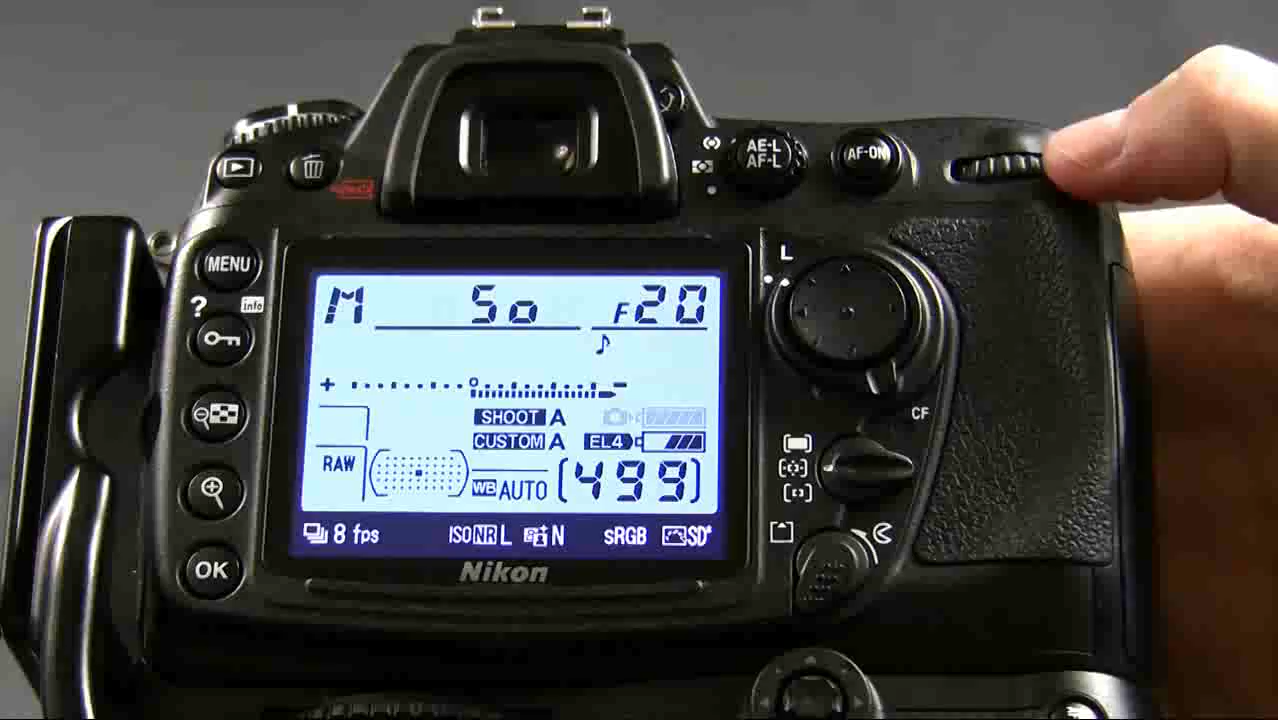 AE-L
AF-L
AF-ON
MENU
L
?
info
M 50 F20
+ -
SHOOT A
CUSTOM A EL4
CF
RAW
WB AUTO [499]
8 fps ISO NR L N sRGB SD
OK
Nikon